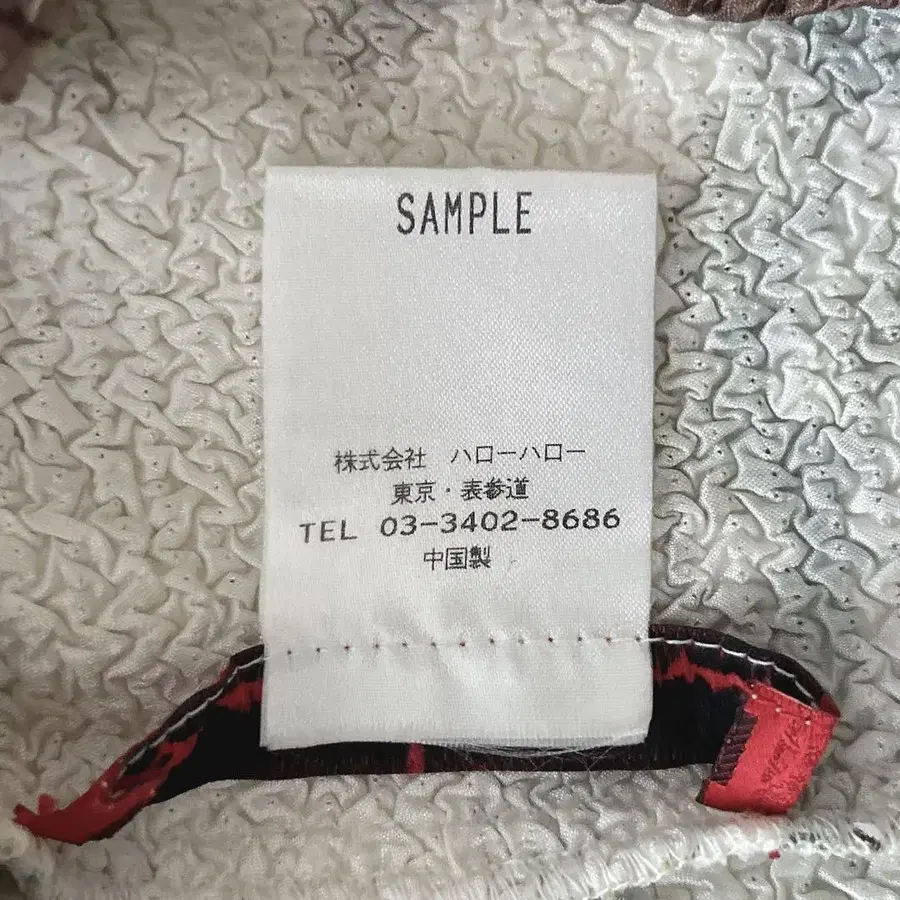 SAMPLE
株式会社　ハローハロー
東京・表参道
TEL 03-3402-8686
中国製